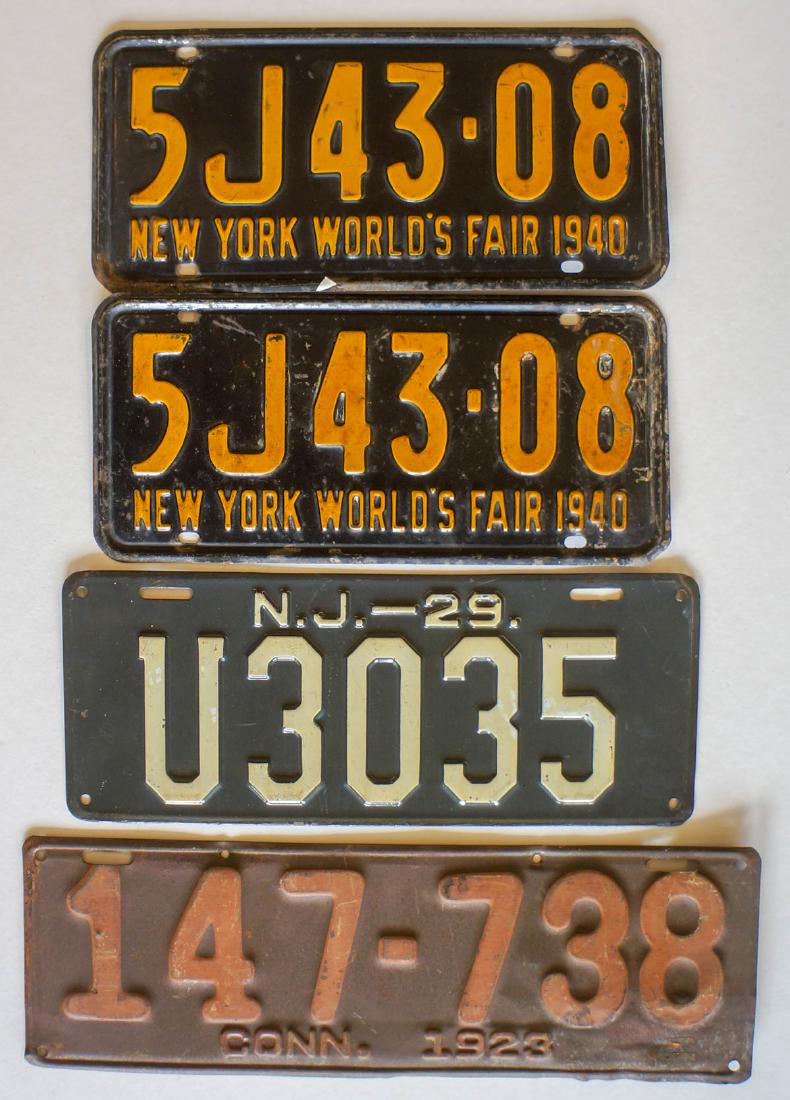 5J43·08
NEW YORK WORLD'S FAIR 1940
5J43·08
NEW YORK WORLD'S FAIR 1940
N.J.—29.
U3035
147-738
CONN. 1923